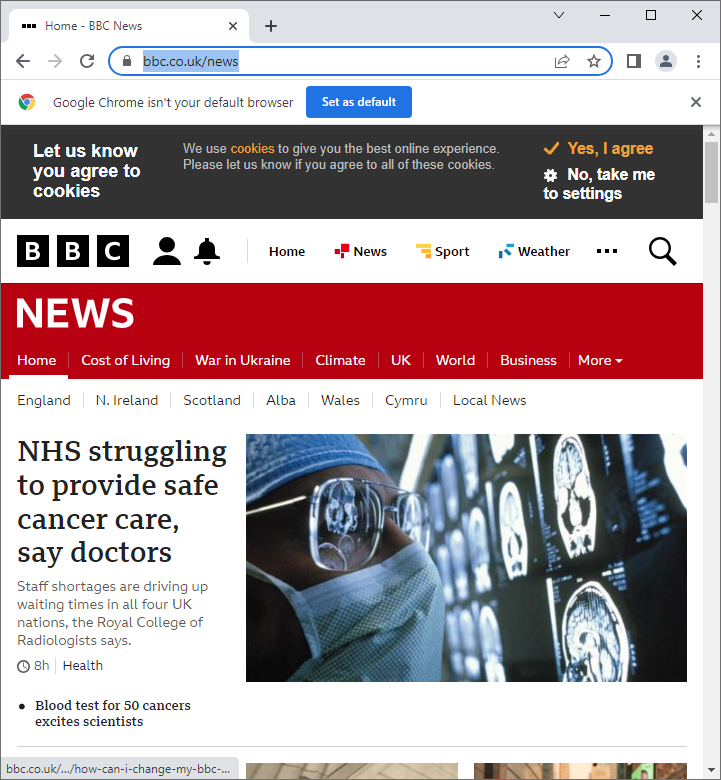 Home - BBC News
bbc.co.uk/news
Google Chrome isn't your default browser
Set as default
Let us know
you agree to
cookies
We use cookies to give you the best online experience.
Please let us know if you agree to all of these cookies.
Yes, I agree
No, take me
to settings
BBC
Home
News
Sport
Weather
NEWS
Home
Cost of Living
War in Ukraine
Climate
UK
World
Business
More
England
N. Ireland
Scotland
Alba
Wales
Cymru
Local News
NHS struggling
to provide safe
cancer care,
say doctors
Staff shortages are driving up
waiting times in all four UK
nations, the Royal College of
Radiologists says.
8h
Health
Blood test for 50 cancers
excites scientists
bbc.co.uk/.../how-can-i-change-my-bbc-...